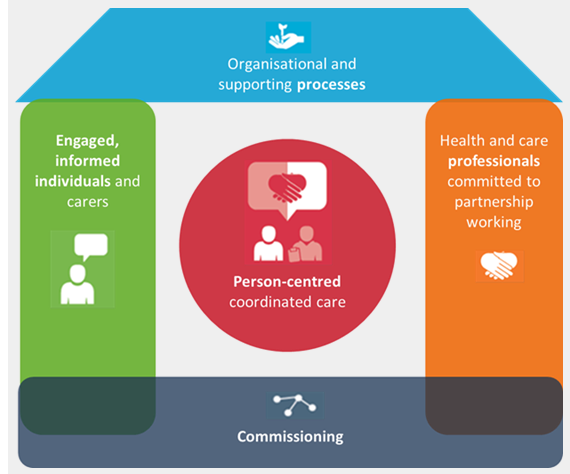 Organisational and
supporting processes
Engaged,
informed
individuals and
carers
Health and care
professionals
committed to
partnership
working
Person-centred
coordinated care
Commissioning